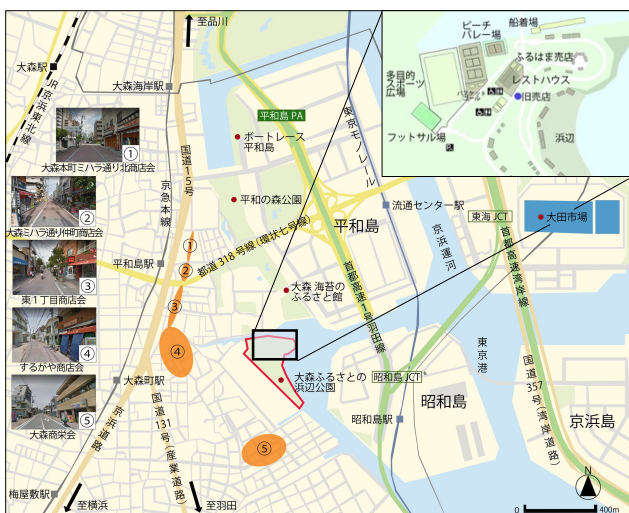 至品川
大森駅
JR京浜東北線
大森海岸駅
国道15号
京急本線
①
大森本町ミハラ通り北商店会
②
大森ミハラ通り仲町商店会
③
東1丁目商店会
④
するがや商店会
⑤
大森商栄会
平和島駅
大森町駅
梅屋敷駅
京浜道路
至横浜
国道131号(産業道路)
至羽田
①
②
③
④
⑤
都道318号線(環状七号線)
平和島 PA
ボートレース
平和島
平和の森公園
大森 海苔の
ふるさと館
大森ふるさとの
浜辺公園
東京モノレール
平和島
流通センター駅
首都高速1号羽田線
京浜運河
昭和島 JCT
昭和島駅
昭和島
東海 JCT
大田市場
首都高速湾岸線
東京港
国道357号(湾岸道路)
京浜島
ビーチ
バレー場
船着場
ふるはま売店
レストハウス
旧売店
多目的
スポーツ
広場
フットサル場
浜辺
N
0
400m